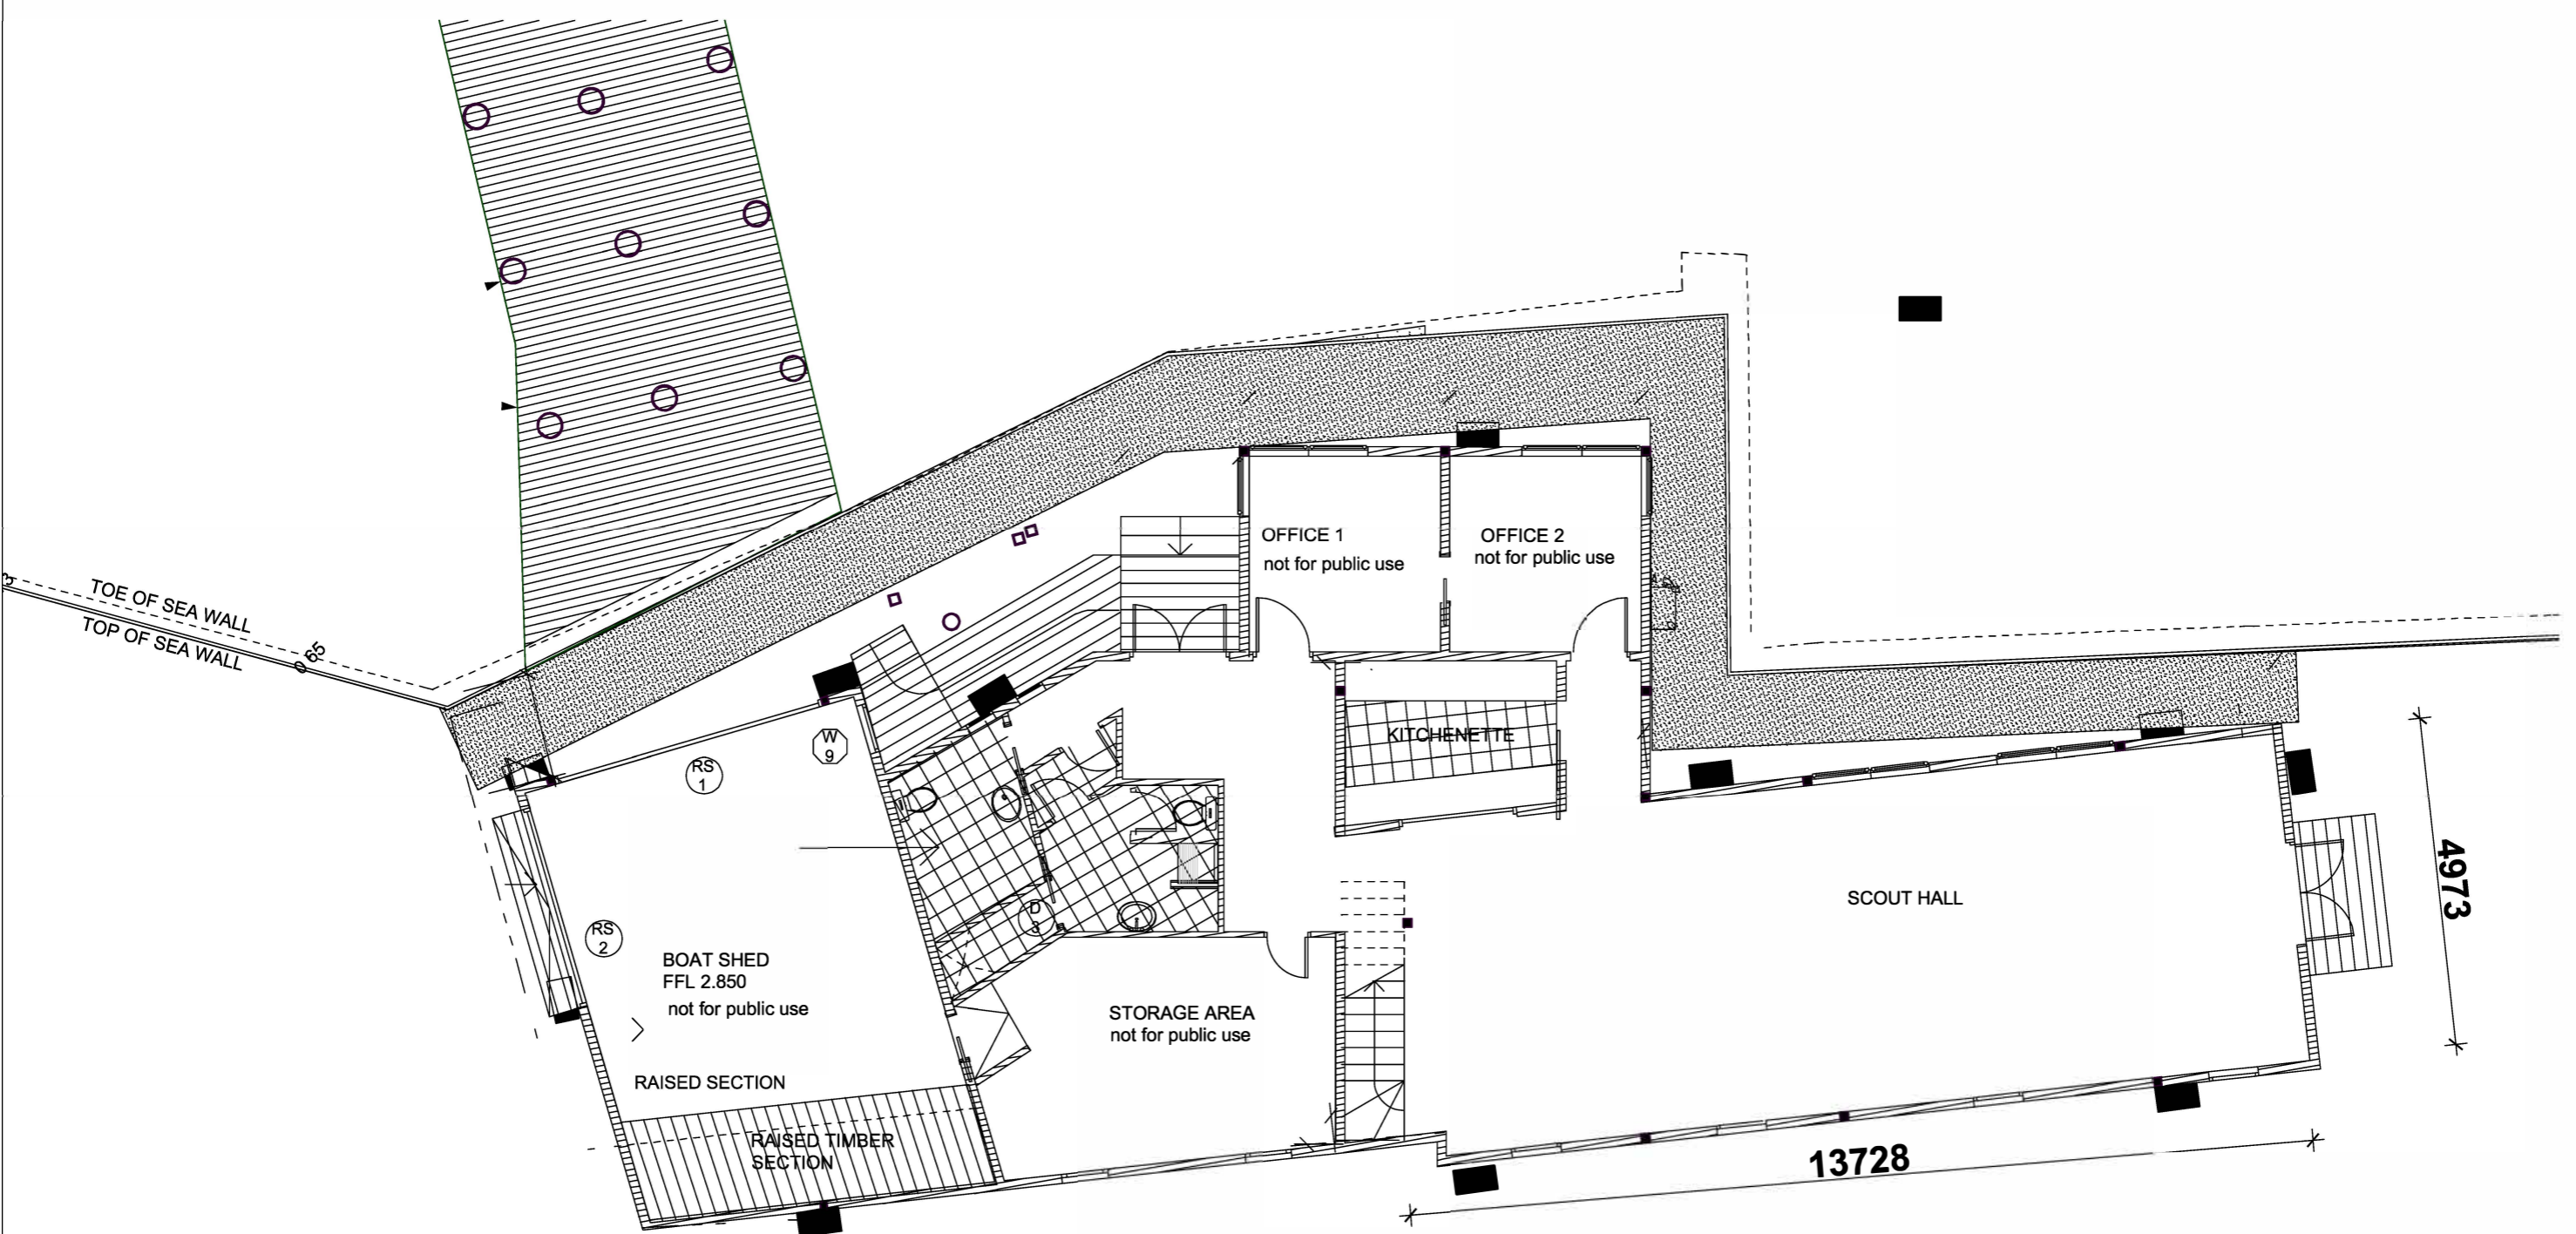 TOE OF SEA WALL
TOP OF SEA WALL
0.65
OFFICE 1
not for public use
OFFICE 2
not for public use
KITCHENETTE
W
9
RS
1
RS
2
D
3
BOAT SHED
FFL 2.850
not for public use
RAISED SECTION
RAISED TIMBER
SECTION
STORAGE AREA
not for public use
SCOUT HALL
4973
13728